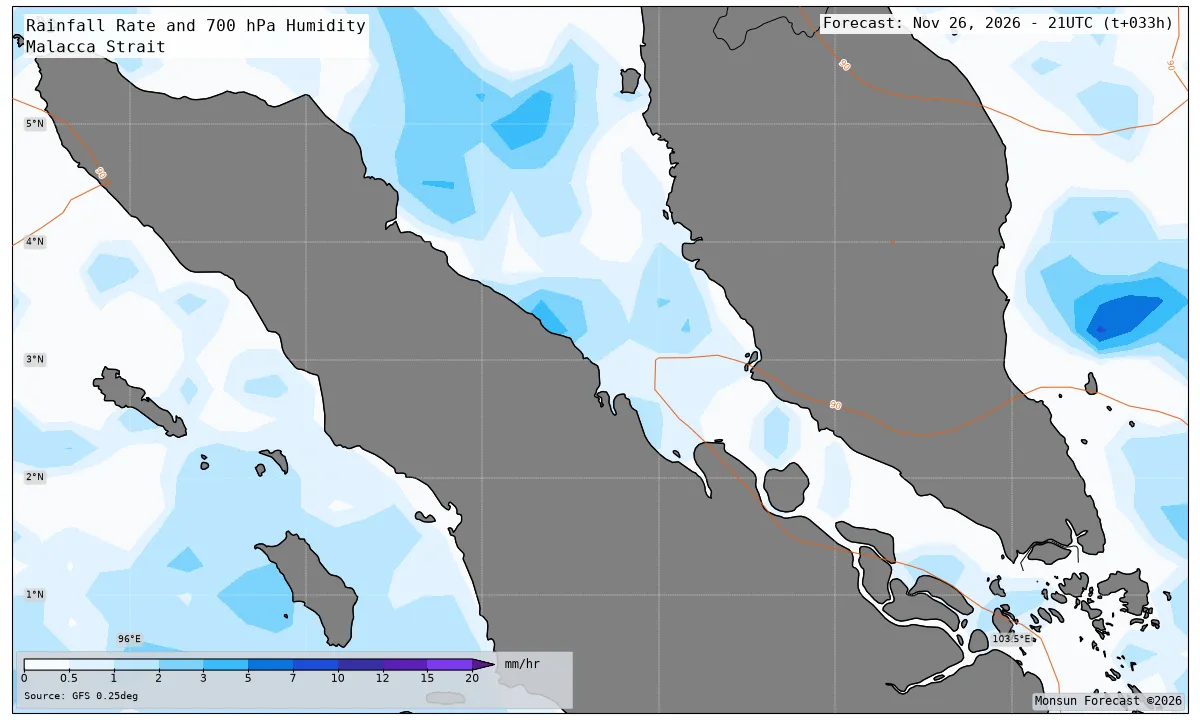 Rainfall Rate and 700 hPa Humidity
Malacca Strait
Forecast: Nov 26, 2026 - 21UTC (t+033h)
90
90
90
90
5°N
4°N
3°N
2°N
1°N
96°E
103.5°E
0 0.5 1 2 3 5 7 10 12 15 20
mm/hr
Source: GFS 0.25deg
Monsun Forecast ©2026